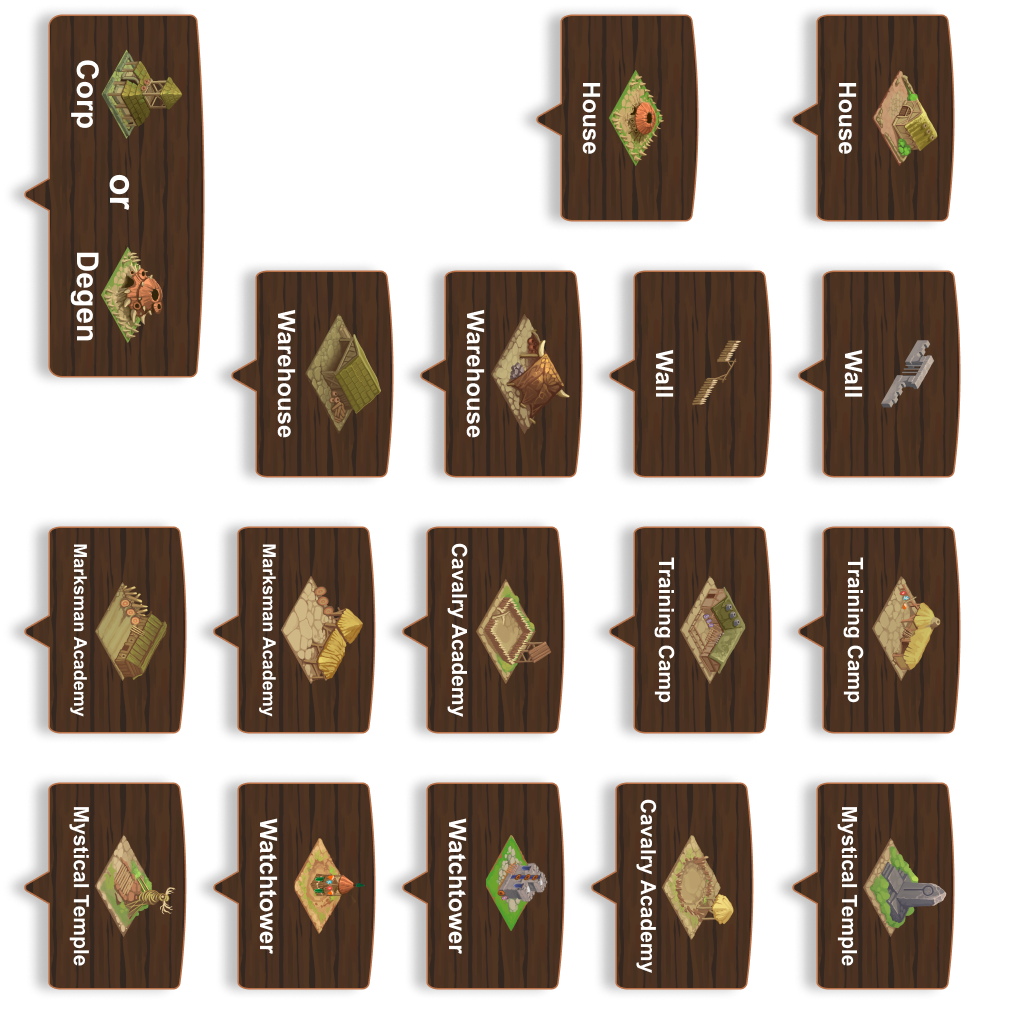 House
Wall
Training Camp
Mystical Temple
House
Wall
Training Camp
Cavalry Academy
Warehouse
Cavalry Academy
Watchtower
Warehouse
Marksman Academy
Watchtower
Corp or Degen
Marksman Academy
Mystical Temple